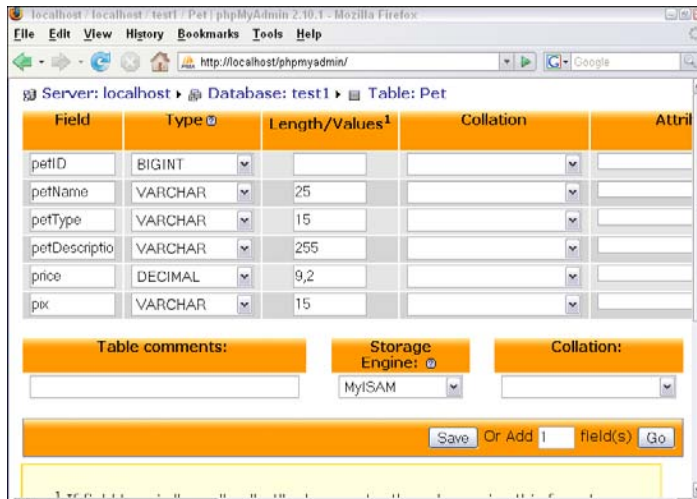 localhost / localhost / test1 / Pet | phpMyAdmin 2.10.1 - Mozilla Firefox
File Edit View History Bookmarks Tools Help
http://localhost/phpmyadmin/ Google
Server: localhost Database: test1 Table: Pet
Field Type Length/Values1 Collation Attri
petID BIGINT
petName VARCHAR 25
petType VARCHAR 15
petDescriptio VARCHAR 255
price DECIMAL 9,2
pix VARCHAR 15
Table comments: Storage Engine: Collation:
MyISAM
Save Or Add 1 field(s) Go